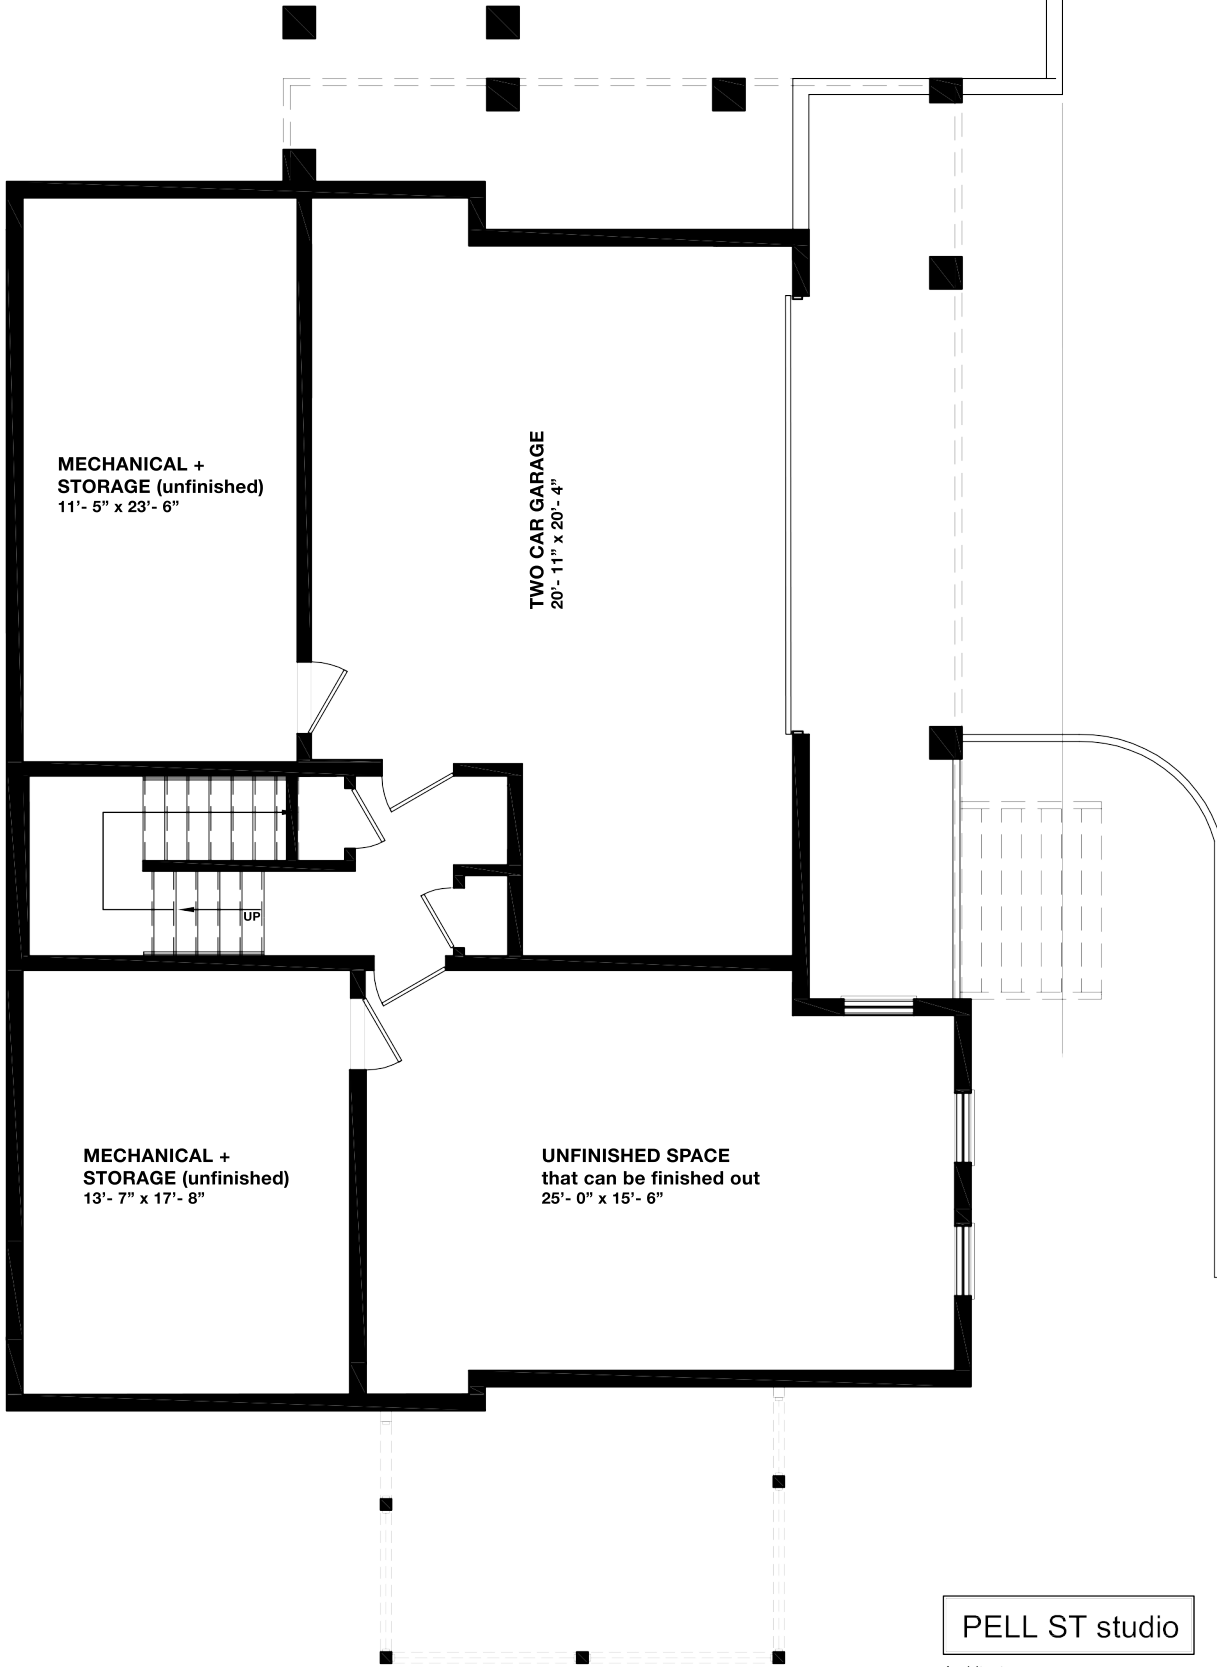 MECHANICAL +
STORAGE (unfinished)
11'- 5" x 23'- 6"
TWO CAR GARAGE
20'- 11" x 20'- 4"
UP
MECHANICAL +
STORAGE (unfinished)
13'- 7" x 17'- 8"
UNFINISHED SPACE
that can be finished out
25'- 0" x 15'- 6"
PELL ST studio